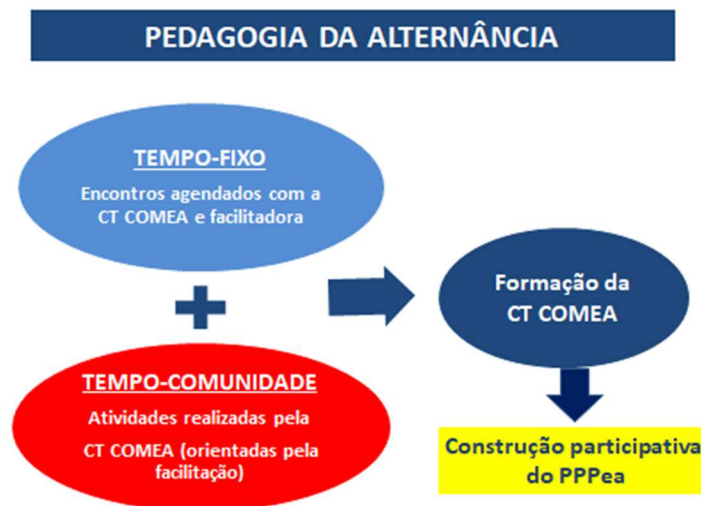 PEDAGOGIA DA ALTERNÂNCIA
TEMPO-FIXO
Encontros agendados com a
CT COMEA e facilitadora
TEMPO-COMUNIDADE
Atividades realizadas pela
CT COMEA (orientadas pela
facilitação)
Formação da
CT COMEA
Construção participativa
do PPPea